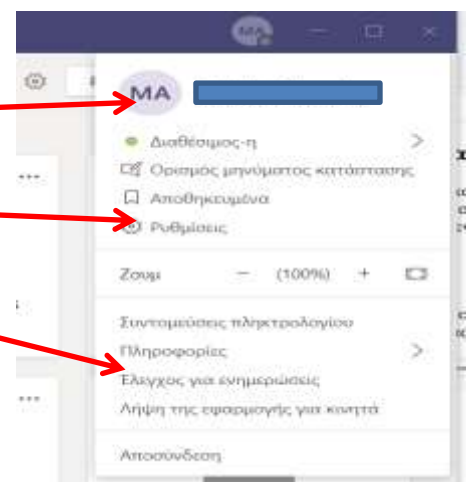 MA
MA
Διαθέσιμος-η
Ορισμός μηνύματος κατάστασης
Αποθηκευμένα
Ρυθμίσεις
Ζουμ — (100%) +
Συντομεύσεις πληκτρολογίου
Πληροφορίες
Έλεγχος για ενημερώσεις
Λήψη της εφαρμογής για κινητά
Αποσύνδεση